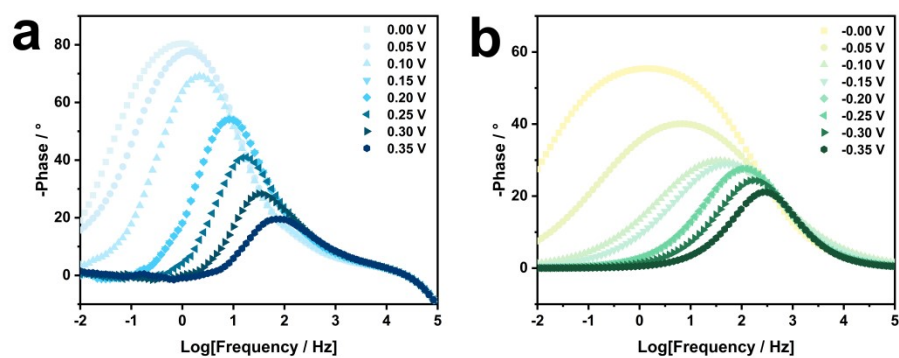 a
80
60
40
20
0
-Phase / °
-2
-1
0
1
2
3
4
5
Log[Frequency / Hz]
0.00 V
0.05 V
0.10 V
0.15 V
0.20 V
0.25 V
0.30 V
0.35 V
b
60
40
20
0
-Phase / °
-2
-1
0
1
2
3
4
5
Log[Frequency / Hz]
-0.00 V
-0.05 V
-0.10 V
-0.15 V
-0.20 V
-0.25 V
-0.30 V
-0.35 V